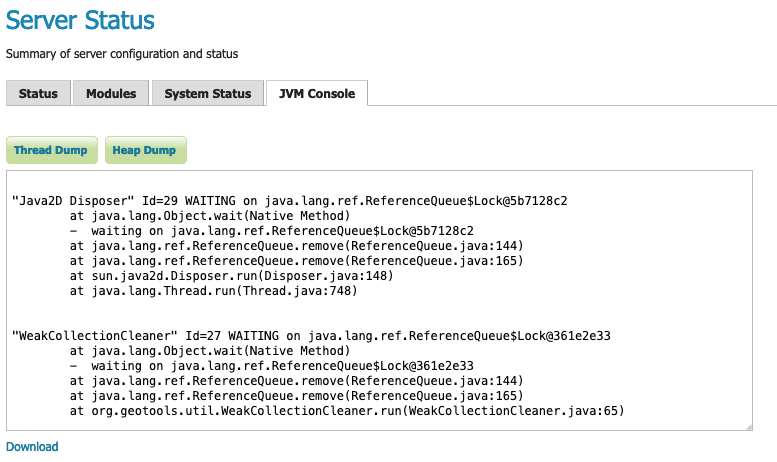 Server Status
Summary of server configuration and status
Status Modules System Status JVM Console
Thread Dump Heap Dump
"Java2D Disposer" Id=29 WAITING on java.lang.ref.ReferenceQueue$Lock@5b7128c2
at java.lang.Object.wait(Native Method)
- waiting on java.lang.ref.ReferenceQueue$Lock@5b7128c2
at java.lang.ref.ReferenceQueue.remove(ReferenceQueue.java:144)
at java.lang.ref.ReferenceQueue.remove(ReferenceQueue.java:165)
at sun.java2d.Disposer.run(Disposer.java:148)
at java.lang.Thread.run(Thread.java:748)
"WeakCollectionCleaner" Id=27 WAITING on java.lang.ref.ReferenceQueue$Lock@361e2e33
at java.lang.Object.wait(Native Method)
- waiting on java.lang.ref.ReferenceQueue$Lock@361e2e33
at java.lang.ref.ReferenceQueue.remove(ReferenceQueue.java:144)
at java.lang.ref.ReferenceQueue.remove(ReferenceQueue.java:165)
at org.geotools.util.WeakCollectionCleaner.run(WeakCollectionCleaner.java:65)
Download